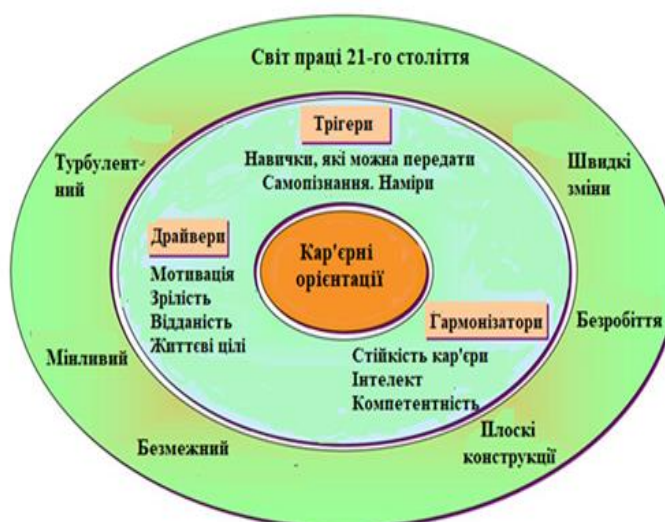 Світ праці 21-го століття
Трігери
Навички, які можна передати
Самопізнання. Наміри
Турбулент-
ний
Швидкі
зміни
Драйвери
Мотивація
Зрілість
Відданість
Життєві цілі
Кар'єрні
орієнтації
Гармонізатори
Стійкість кар'єри
Інтелект
Компетентність
Безробіття
Мінливий
Безмежний
Плоскі
конструкції